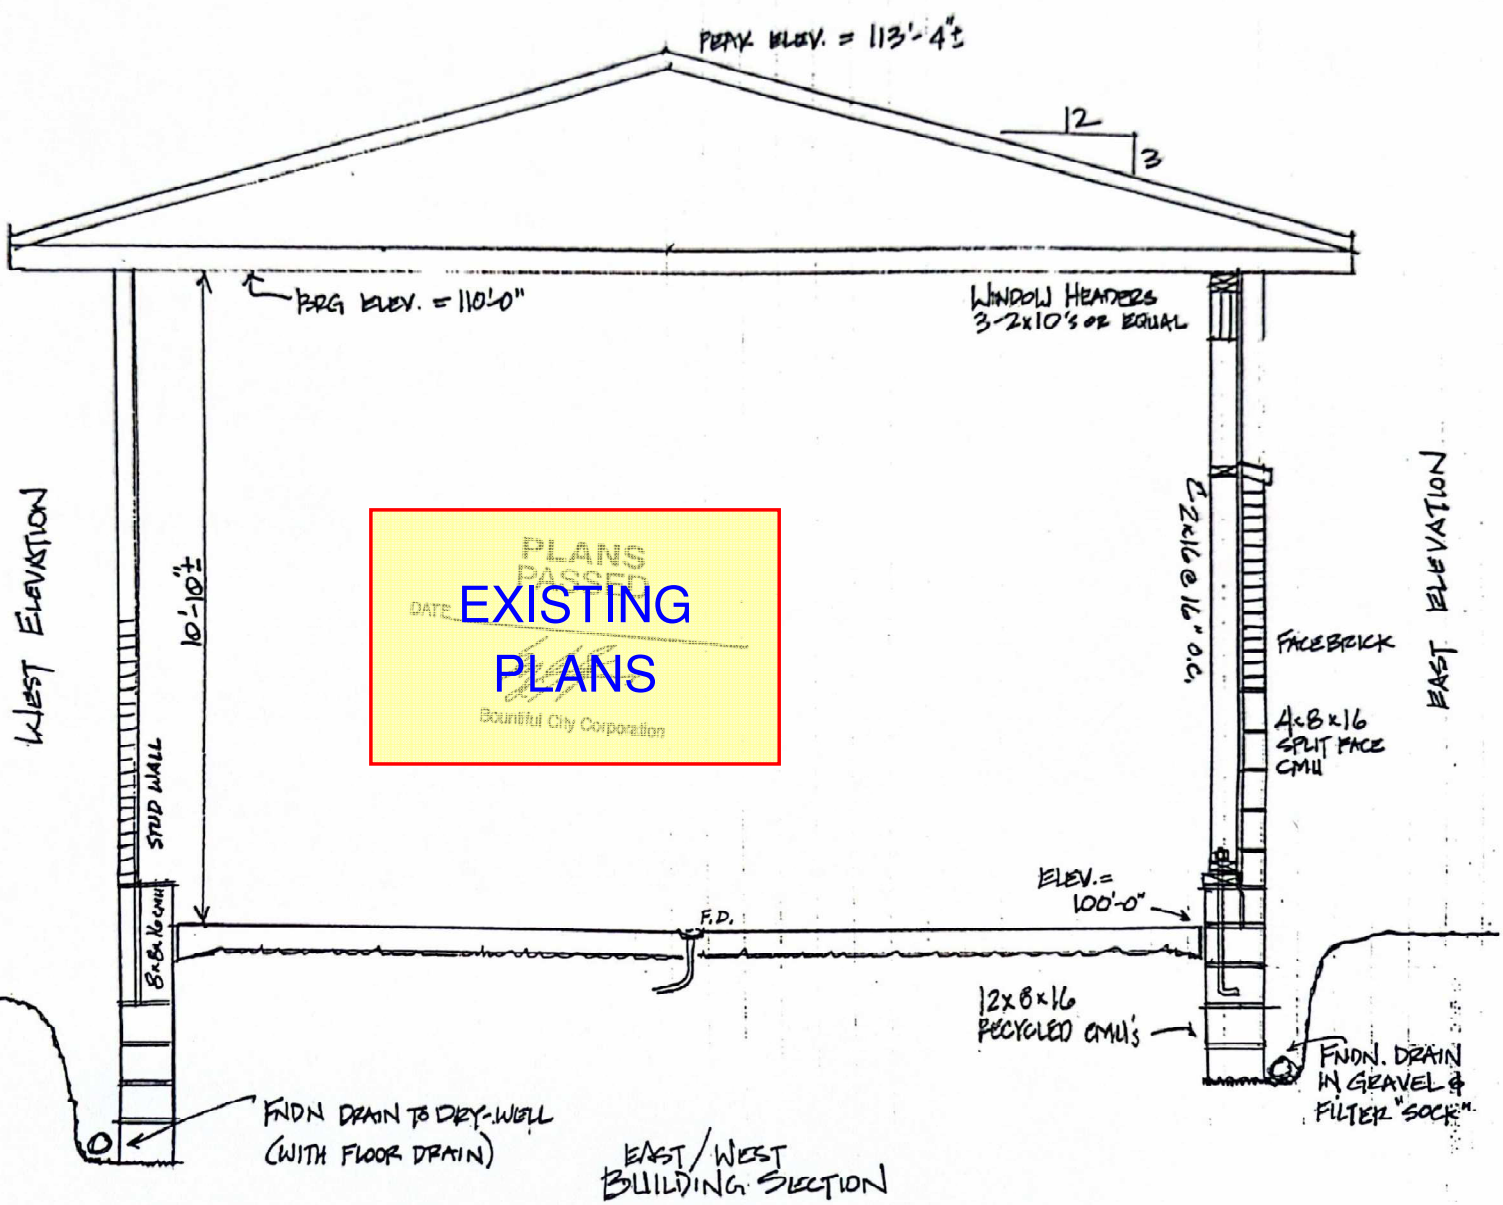 PEAK ELEV. = 113'-4"±
12
3
BRG ELEV. = 110'-0"
WINDOW HEADERS
3-2x10'S OR EQUAL
WEST ELEVATION
10'-10"±
STUD WALL
8x8x16 CMU
PLANS
PASSED
DATE
EXISTING
PLANS
Bountiful City Corporation
2x16 @ 16" O.C.
FACEBRICK
4x8x16
SPLIT FACE
CMU
EAST ELEVATION
ELEV. =
100'-0"
F.D.
12x8x16
RECYCLED CMU'S
FNDN. DRAIN
IN GRAVEL &
FILTER "SOCK"
FNDN DRAIN TO DRY-WELL
(WITH FLOOR DRAIN)
EAST/WEST
BUILDING SECTION